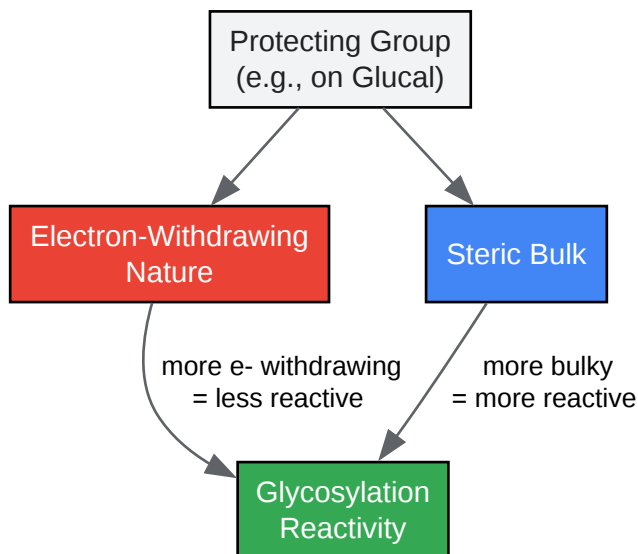 Protecting Group
(e.g., on Glucal)
Electron-Withdrawing
Nature
Steric Bulk
more e- withdrawing
= less reactive
more bulky
= more reactive
Glycosylation
Reactivity